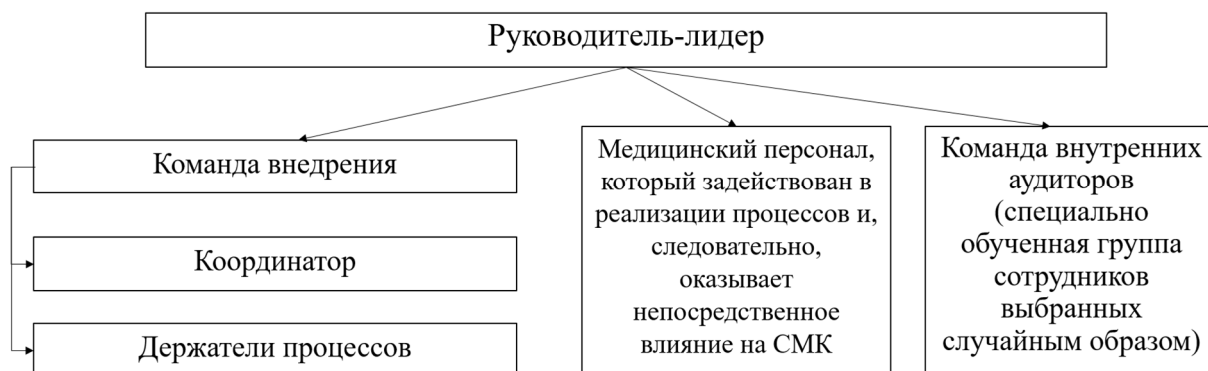 Руководитель-лидер
Команда внедрения
Координатор
Держатели процессов
Медицинский персонал,
который задействован в
реализации процессов и,
следовательно,
оказывает
непосредственное
влияние на СМК
Команда внутренних
аудиторов
(специально
обученная группа
сотрудников
выбранных
случайным образом)